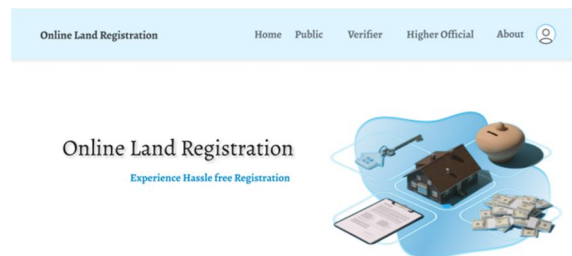 Online Land Registration Home Public Verifier Higher Official About
Online Land Registration
Experience Hassle free Registration